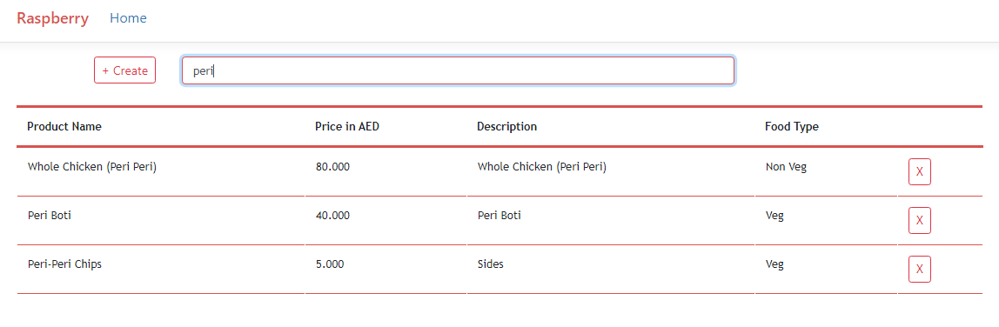 Raspberry Home
+ Create peri
Product Name Price in AED Description Food Type
Whole Chicken (Peri Peri) 80.000 Whole Chicken (Peri Peri) Non Veg X
Peri Boti 40.000 Peri Boti Veg X
Peri-Peri Chips 5.000 Sides Veg X